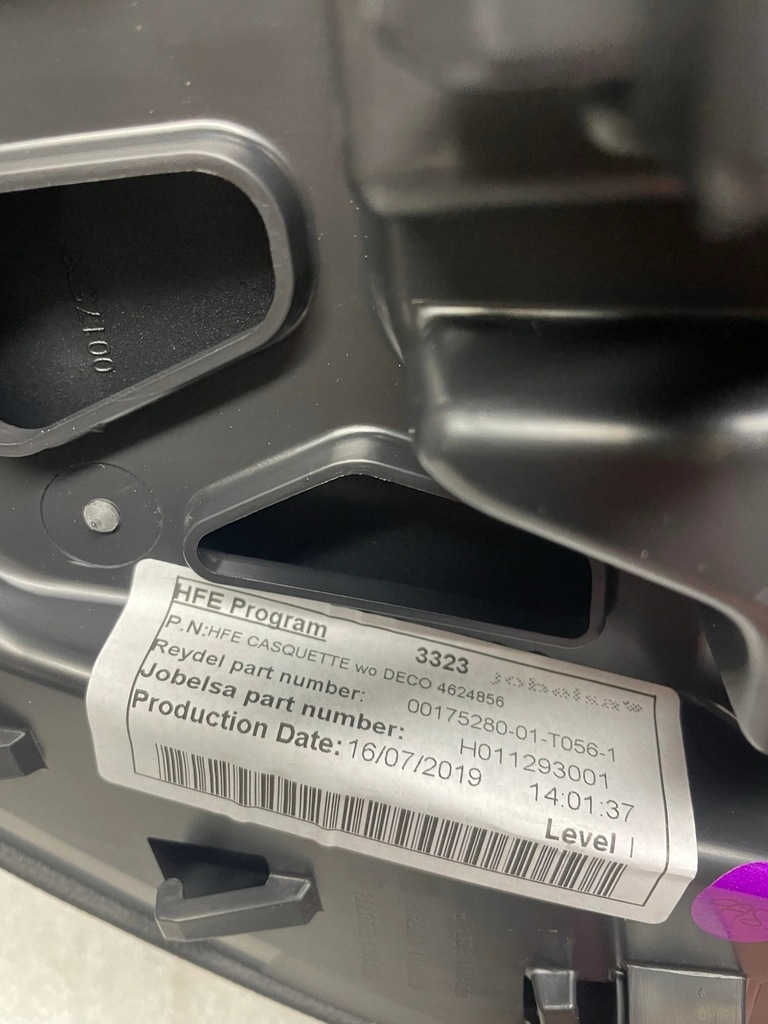 HFE Program
3323 Jobelsa
P.N:HFE CASQUETTE wo DECO 4624856
Reydel part number: 00175280-01-T056-1
Jobelsa part number: H011293001
Production Date: 16/07/2019 14:01:37
Level I